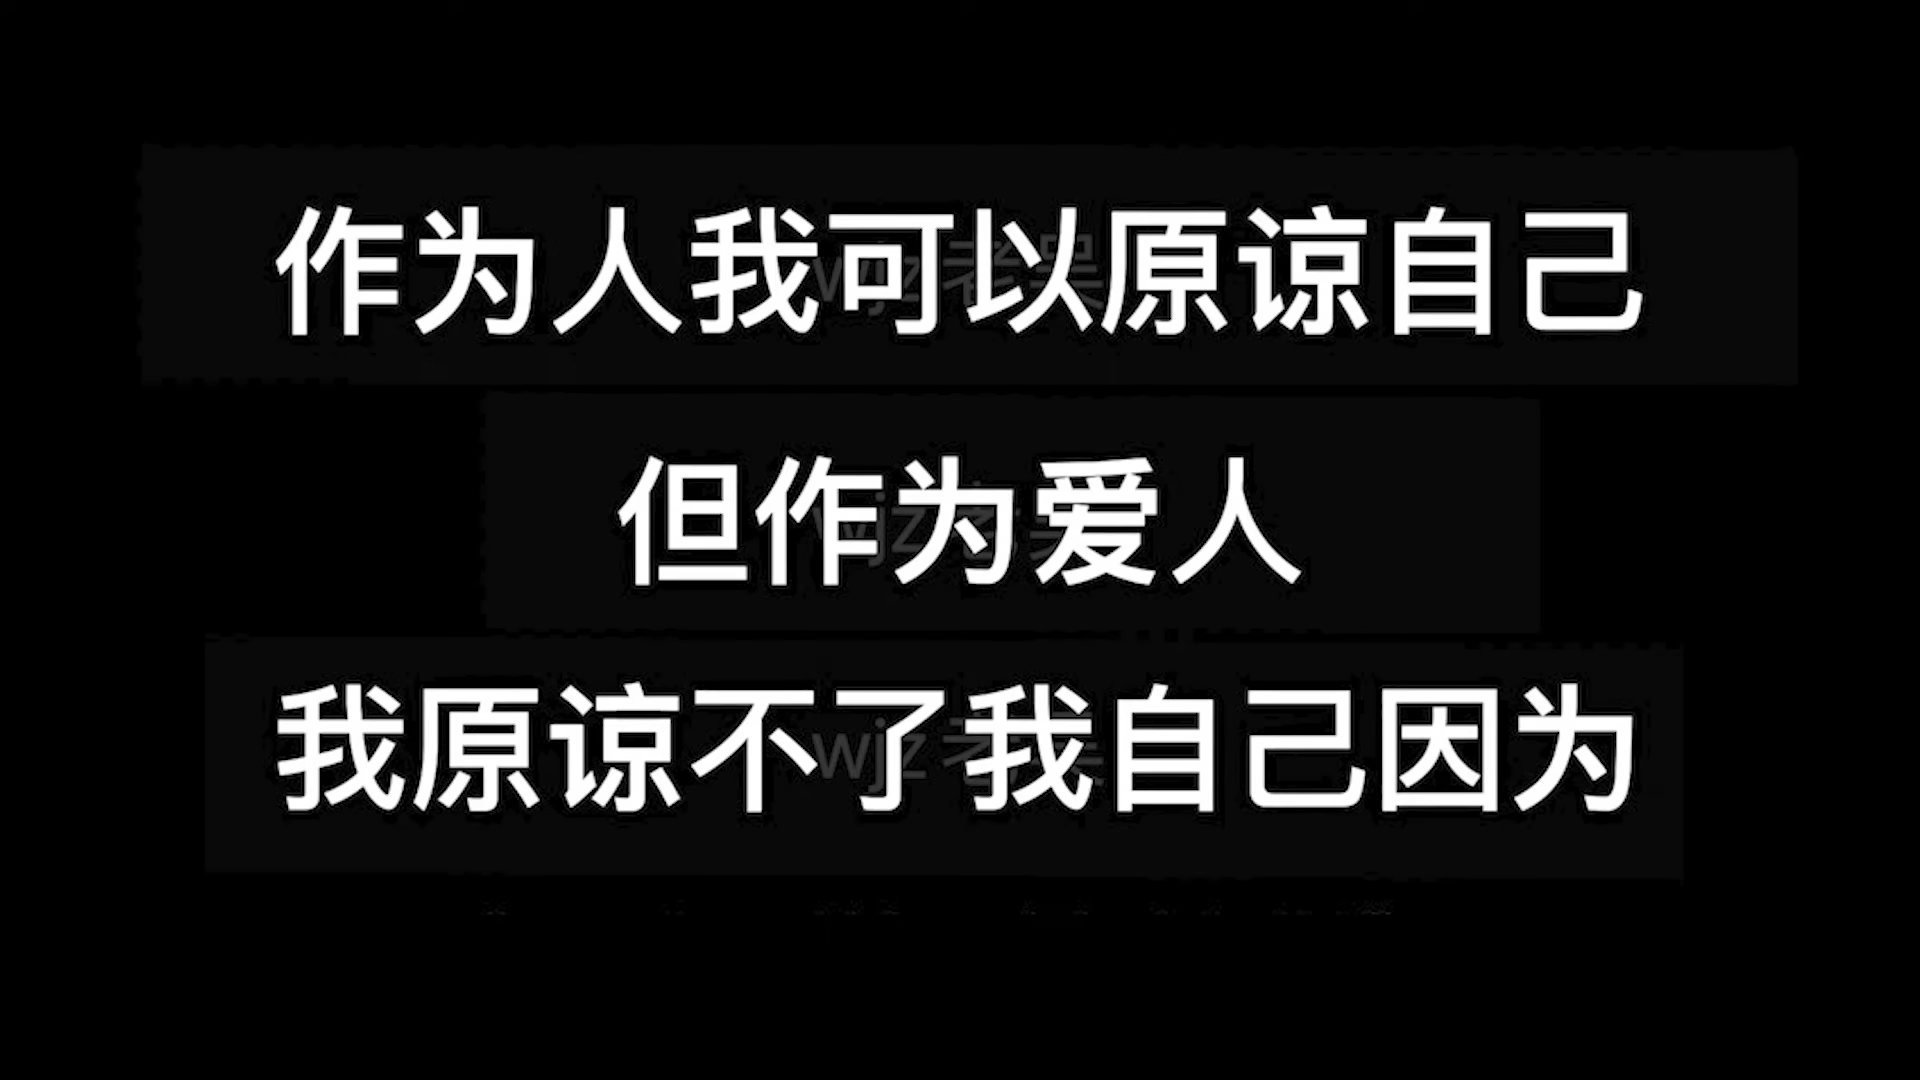 作为人我可以原谅自己
但作为爱人
我原谅不了我自己因为